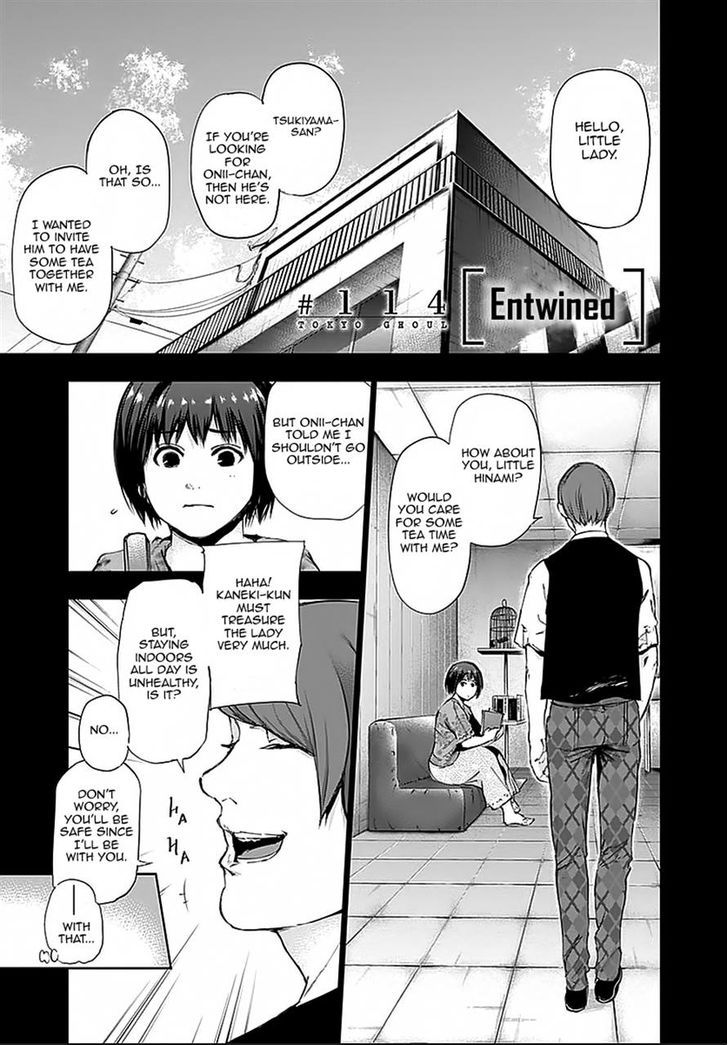 HELLO,
LITTLE
LADY.
TSUKIYAMA-
SAN?
IF YOU'RE
LOOKING
FOR
ONII-CHAN,
THEN HE'S
NOT HERE.
OH, IS
THAT SO...
I WANTED
TO INVITE
HIM TO HAVE
SOME TEA
TOGETHER
WITH ME.
#114
TOKYO GHOUL
[Entwined]
HOW ABOUT
YOU, LITTLE
HINAMI?
WOULD
YOU CARE
FOR SOME
TEA TIME
WITH ME?
BUT ONII-CHAN
TOLD ME I
SHOULDN'T GO
OUTSIDE...
HAHA!
KANEKI-KUN
MUST
TREASURE
THE LADY
VERY MUCH.
BUT,
STAYING
INDOORS
ALL DAY IS
UNHEALTHY,
IS IT?
NO...
DON'T
WORRY,
YOU'LL BE
SAFE SINCE
I'LL BE
WITH YOU.
HA
HA
—
WITH
THAT...